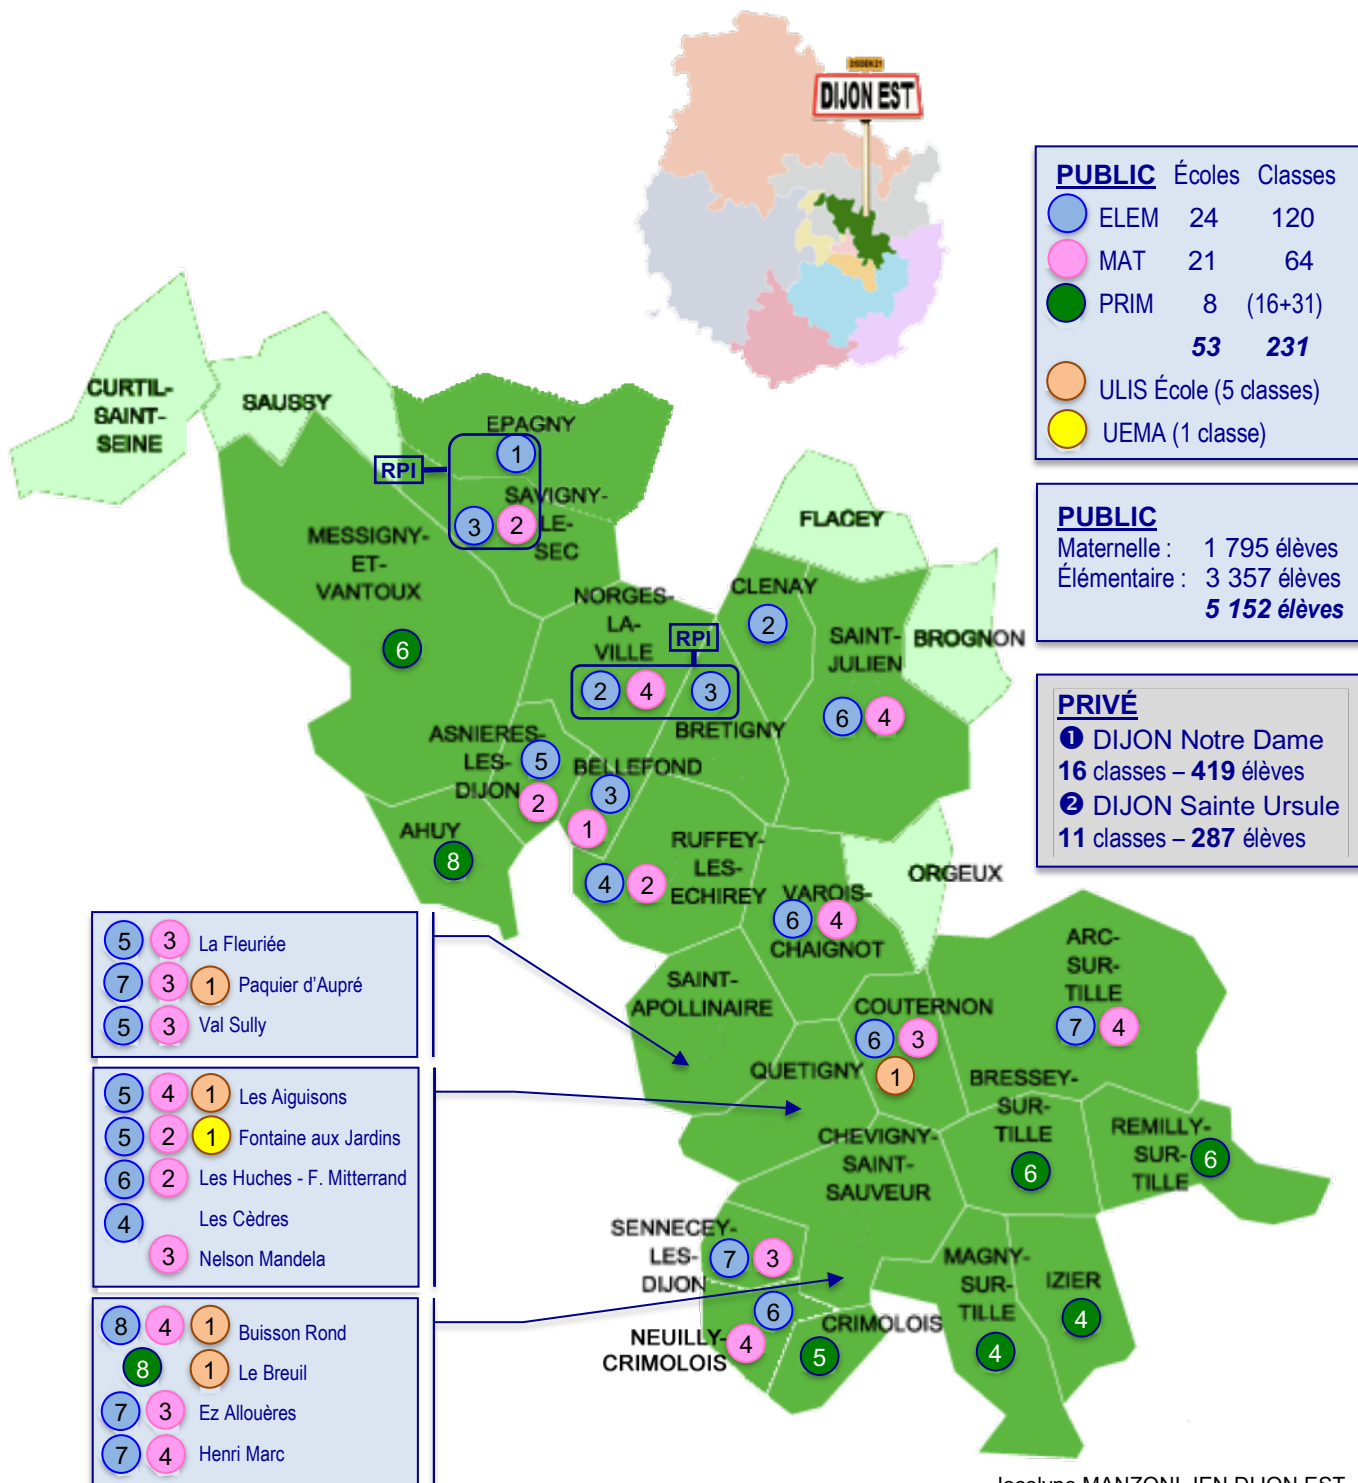 DSDEN21
DIJON EST
PUBLIC Écoles Classes
ELEM 24 120
MAT 21 64
PRIM 8 (16+31)
53 231
ULIS École (5 classes)
UEMA (1 classe)
PUBLIC
Maternelle : 1 795 élèves
Élémentaire : 3 357 élèves
5 152 élèves
PRIVÉ
❶ DIJON Notre Dame
16 classes – 419 élèves
❷ DIJON Sainte Ursule
11 classes – 287 élèves
CURTIL-
SAINT-
SEINE
SAUSSY
EPAGNY
1
RPI
SAVIGNY-
LE-
SEC
3 2
MESSIGNY-
ET-
VANTOUX
6
NORGES-
LA-
VILLE
RPI
2 4 3
BRETIGNY
CLENAY
2
FLACEY
SAINT-
JULIEN
6 4
BROGNON
ASNIERES-
LES-
DIJON
5
2
BELLEFOND
3
1
AHUY
8
RUFFEY-
LES-
ECHIREY
4 2
VAROIS-
6 4
CHAIGNOT
ORGEUX
ARC-
SUR-
TILLE
7 4
SAINT-
APOLLINAIRE
COUTERNON
6 3
1
QUETIGNY
BRESSEY-
SUR-
TILLE
6
REMILLY-
SUR-
TILLE
6
CHEVIGNY-
SAINT-
SAUVEUR
SENNECEY-
LES-
DIJON
7 3
6
NEUILLY-
CRIMOLOIS
4
CRIMOLOIS
5
MAGNY-
SUR-
TILLE
4
IZIER
4
5 3 La Fleuriée
7 3 1 Paquier d'Aupré
5 3 Val Sully
5 4 1 Les Aiguisons
5 2 1 Fontaine aux Jardins
6 2 Les Huches - F. Mitterrand
4 Les Cèdres
3 Nelson Mandela
8 4 1 Buisson Rond
8 1 Le Breuil
7 3 Ez Allouères
7 4 Henri Marc
Jocelyne MANZONI IEN DIJON EST